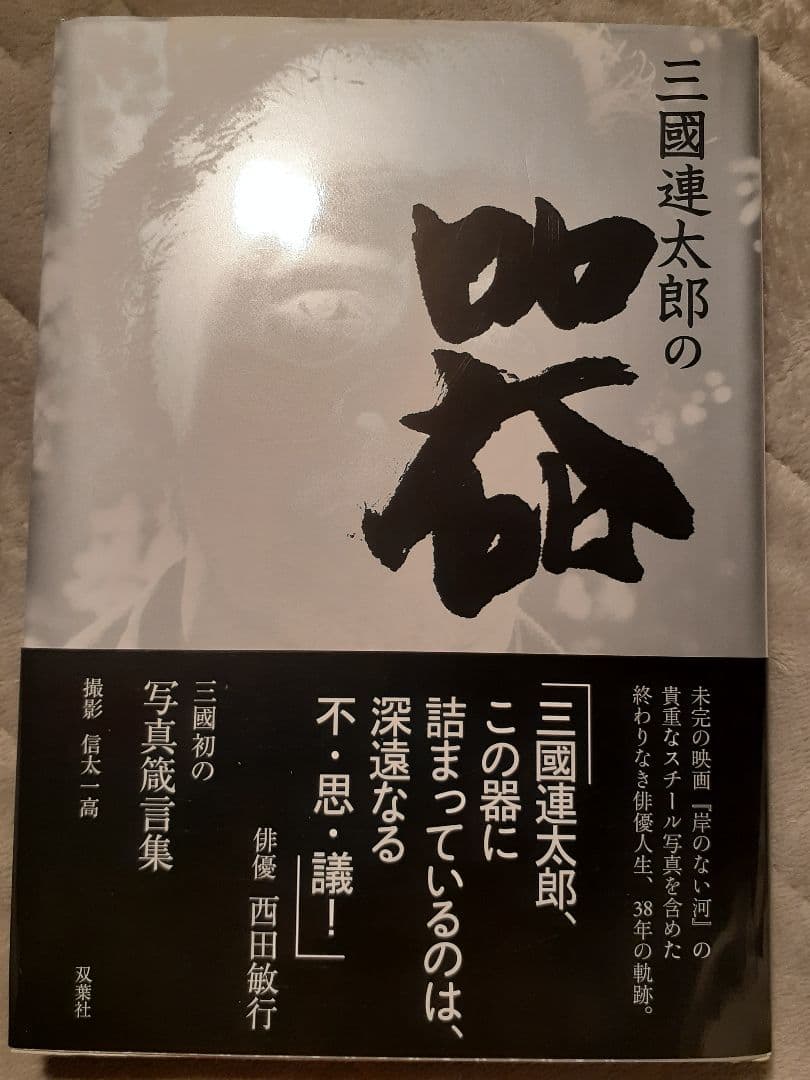 三國連太郎の
器
未完の映画『岸のない河』の
貴重なスチール写真を含めた
終わりなき俳優人生、38年の軌跡。
「三國連太郎、
この器に
詰まっているのは、
深遠なる
不・思・議！」
俳優 西田敏行
三國初の
写真箴言集
撮影 信太一高
双葉社